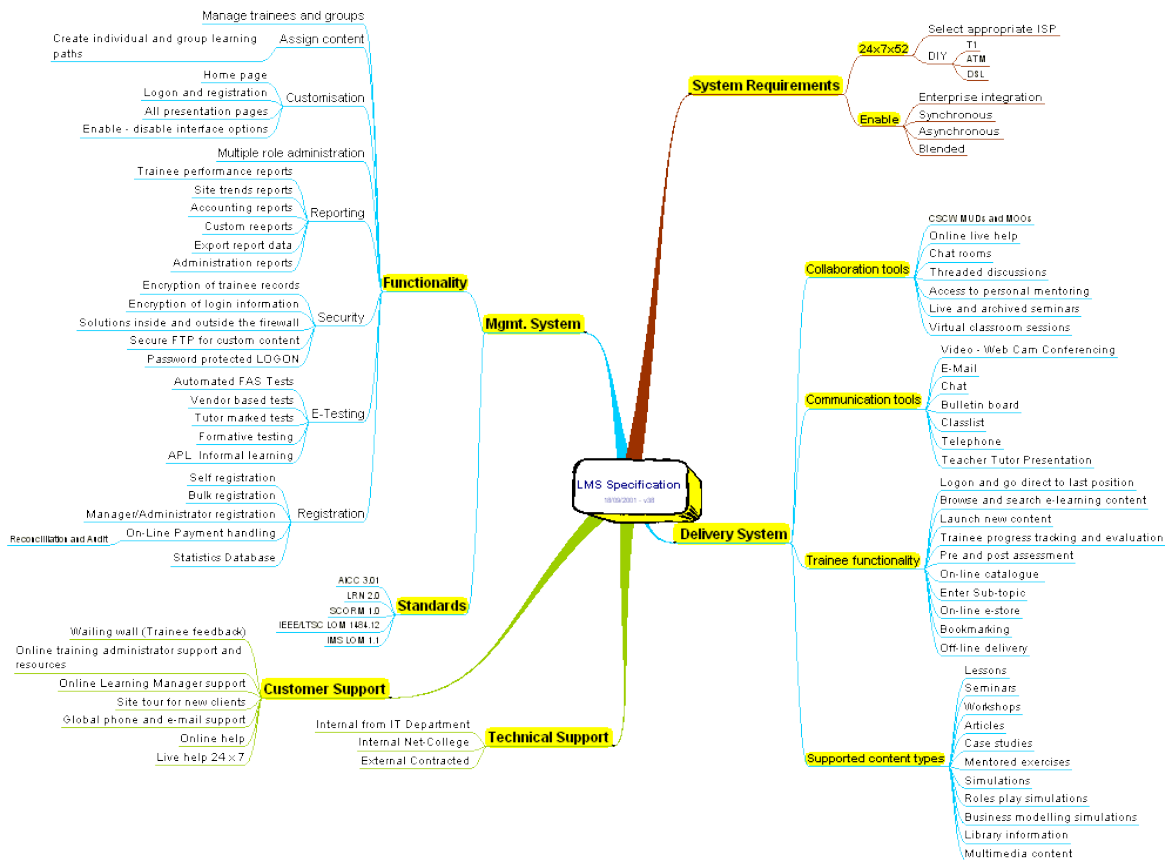 LMS Specification
18/09/2001 - v38
System Requirements
24x7x52
Select appropriate ISP
DIY
T1
ATM
DSL
Enable
Enterprise integration
Synchronous
Asynchronous
Blended
Delivery System
Collaboration tools
CSCW MUDs and MOOs
Online live help
Chat rooms
Threaded discussions
Access to personal mentoring
Live and archived seminars
Virtual classroom sessions
Communication tools
Video - Web Cam Conferencing
E-Mail
Chat
Bulletin board
Classlist
Telephone
Teacher Tutor Presentation
Trainee functionality
Logon and go direct to last position
Browse and search e-learning content
Launch new content
Trainee progress tracking and evaluation
Pre and post assessment
On-line catalogue
Enter Sub-topic
On-line e-store
Bookmarking
Off-line delivery
Supported content types
Lessons
Seminars
Workshops
Articles
Case studies
Mentored exercises
Simulations
Roles play simulations
Business modelling simulations
Library information
Multimedia content
Technical Support
Internal from IT Department
Internal Net-College
External Contracted
Customer Support
Wailing wall (Trainee feedback)
Online training administrator support and
resources
Online Learning Manager support
Site tour for new clients
Global phone and e-mail support
Online help
Live help 24 x 7
Mgmt. System
Functionality
Manage trainees and groups
Assign content
Create individual and group learning
paths
Customisation
Home page
Logon and registration
All presentation pages
Enable - disable interface options
Multiple role administration
Reporting
Trainee performance reports
Site trends reports
Accounting reports
Custom reeports
Export report data
Administration reports
Security
Encryption of trainee records
Encryption of login information
Solutions inside and outside the firewall
Secure FTP for custom content
Password protected LOGON
E-Testing
Automated FAS Tests
Vendor based tests
Tutor marked tests
Formative testing
APL Informal learning
Registration
Self registration
Bulk registration
Manager/Administrator registration
On-Line Payment handling
Reconcilliation and Audit
Statistics Database
Standards
AICC 3.01
LRN 2.0
SCORM 1.0
IEEE/LTSC LOM 1484.12
IMS LOM 1.1